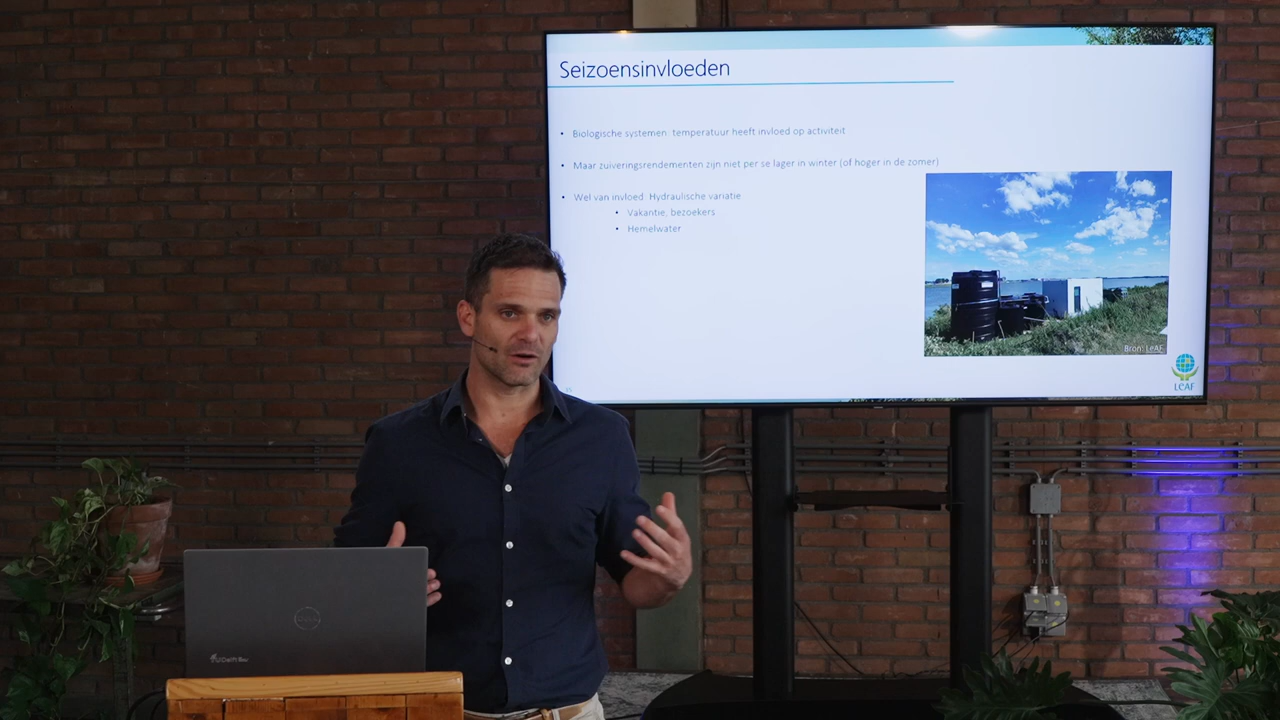 Seizoensinvloeden
• Biologische systemen: temperatuur heeft invloed op activiteit
• Maar zuiveringsrendementen zijn niet per se lager in winter (of hoger in de zomer)
• Wel van invloed: Hydraulische variatie
• Vakantie, bezoekers
• Hemelwater
Bron: LeAF
LeAF
DELL